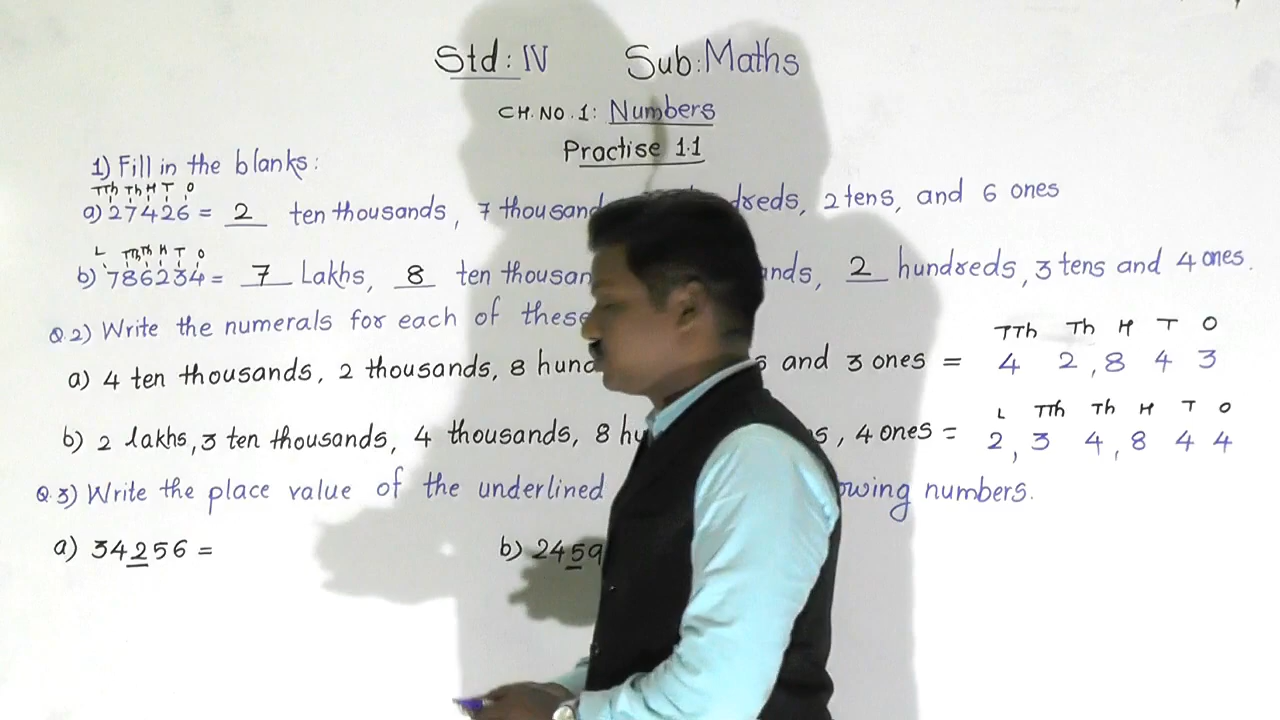 Std: IV Sub: Maths
CH. NO. 1: Numbers
Practise 1.1
1) Fill in the blanks:
TTh Th H T O
a) 27426 = 2 ten thousands, 7 thousand 2 tens, and 6 ones
L TTh Th H T O
b) 786234 = 7 Lakhs, 8 ten thousan 2 hundreds, 3 tens and 4 ones.
Q.2) Write the numerals for each of these
TTh Th H T O
a) 4 ten thousands, 2 thousands, 8 hund and 3 ones = 4 2,8 4 3
L TTh Th H T O
b) 2 lakhs, 3 ten thousands, 4 thousands, 8 hu , 4 ones = 2,3 4,8 4 4
Q.3) Write the place value of the underlined owing numbers.
a) 34256 = b) 2459